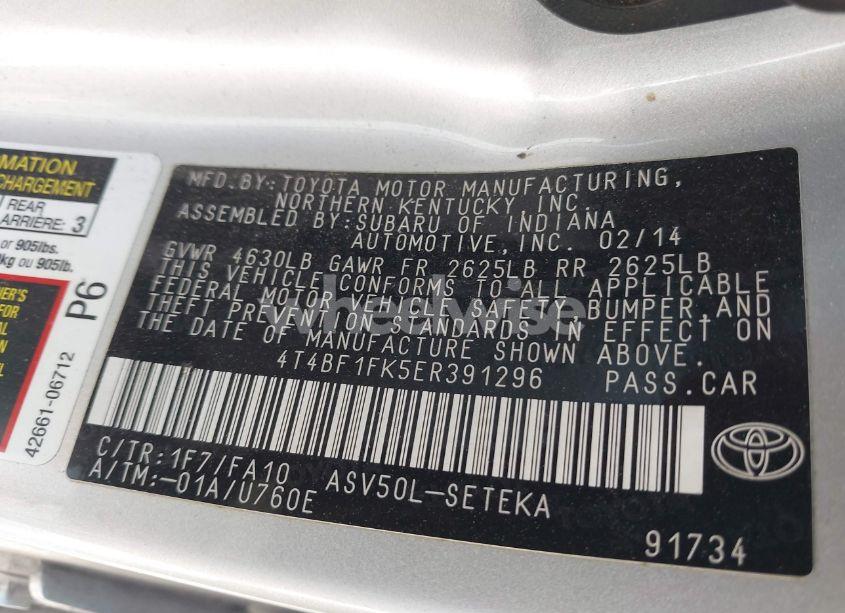 MATION
CHARGEMENT
REAR
ARRIÈRE: 3
or 905lbs.
kg ou 905lb.
P6
42661-06712
MFD.BY:TOYOTA MOTOR MANUFACTURING,
NORTHERN KENTUCKY,INC.
ASSEMBLED BY:SUBARU OF INDIANA
AUTOMOTIVE,INC. 02/14
GVWR 4630LB GAWR FR 2625LB RR 2625LB
THIS VEHICLE CONFORMS TO ALL APPLICABLE
FEDERAL MOTOR VEHICLE SAFETY, BUMPER,AND
THEFT PREVENTION STANDARDS IN EFFECT
ON THE DATE OF MANUFACTURE SHOWN ABOVE.
4T4BF1FK5ER391296 PASS.CAR
C/TR:1F7/FA10
A/TM:-01A/U760E
ASV50L-SETEKA
91734
wheelwise